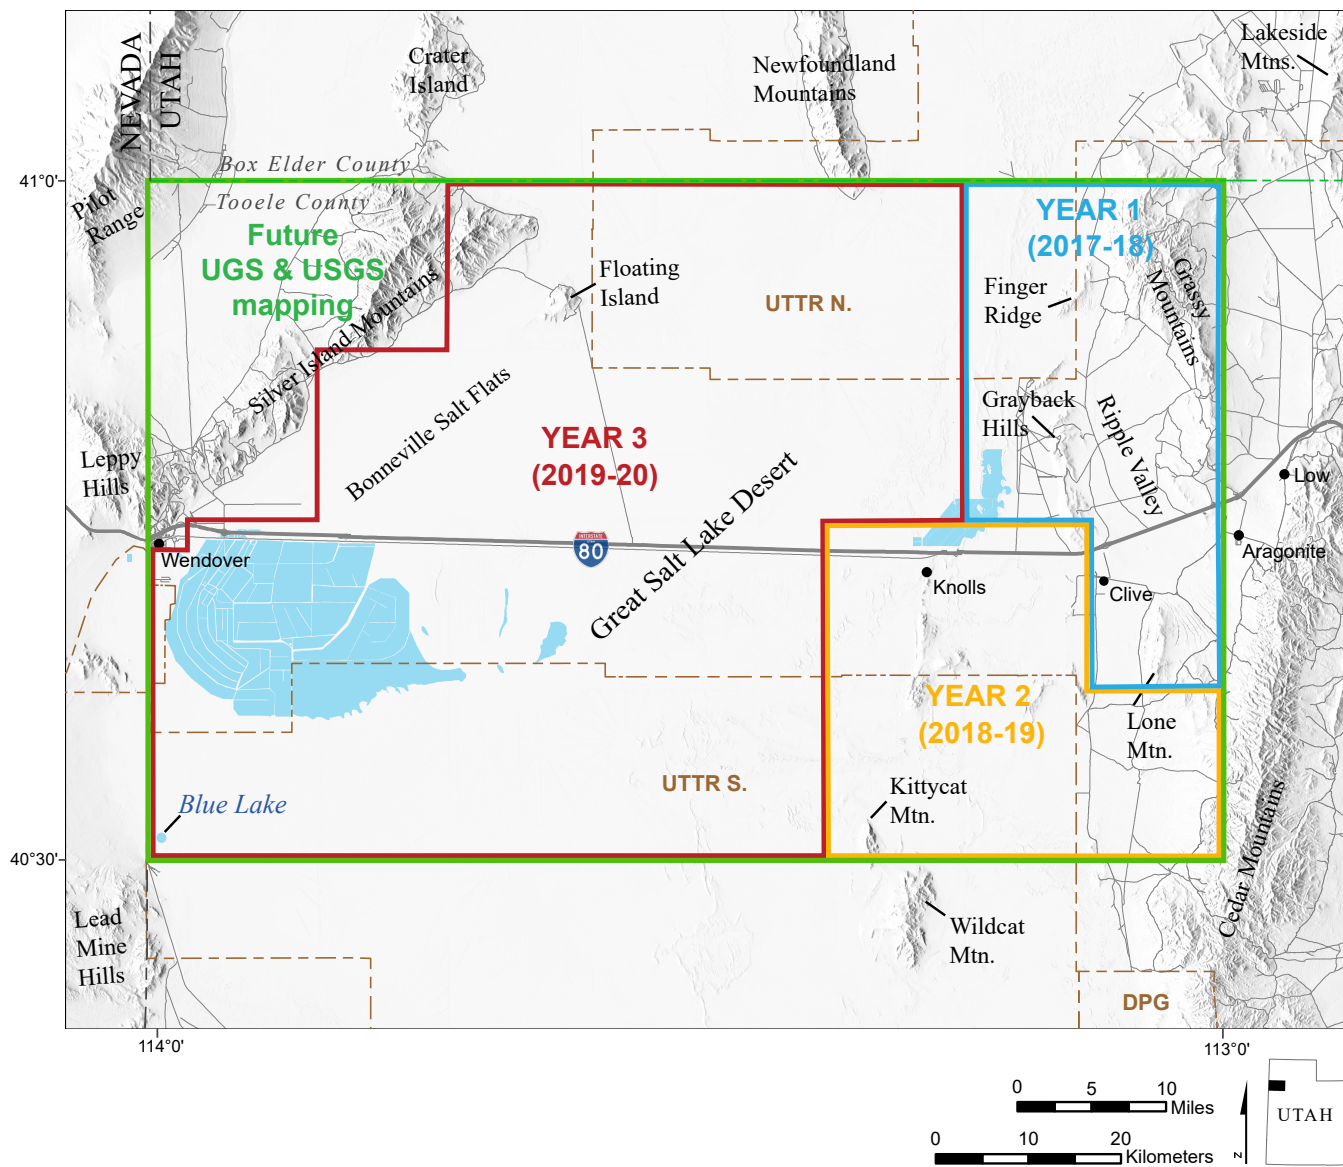 NEVADA
UTAH
Crater
Island
Newfoundland
Mountains
Lakeside
Mtns.
Box Elder County
41°0'
Tooele County
Pilot
Range
Future
UGS & USGS
mapping
YEAR 1
(2017-18)
Silver Island Mountains
Floating
Island
UTTR N.
Finger
Ridge
Grassy
Mountains
Bonneville Salt Flats
Grayback
Hills
Ripple Valley
YEAR 3
(2019-20)
Leppy
Hills
Low
Great Salt Lake Desert
Wendover
INTERSTATE
80
Aragonite
Knolls
Clive
YEAR 2
(2018-19)
Lone
Mtn.
UTTR S.
Kittycat
Mtn.
Blue Lake
40°30'
Cedar Mountains
Lead
Mine
Hills
Wildcat
Mtn.
DPG
114°0'
113°0'
0 5 10
Miles
0 10 20
Kilometers
N
UTAH